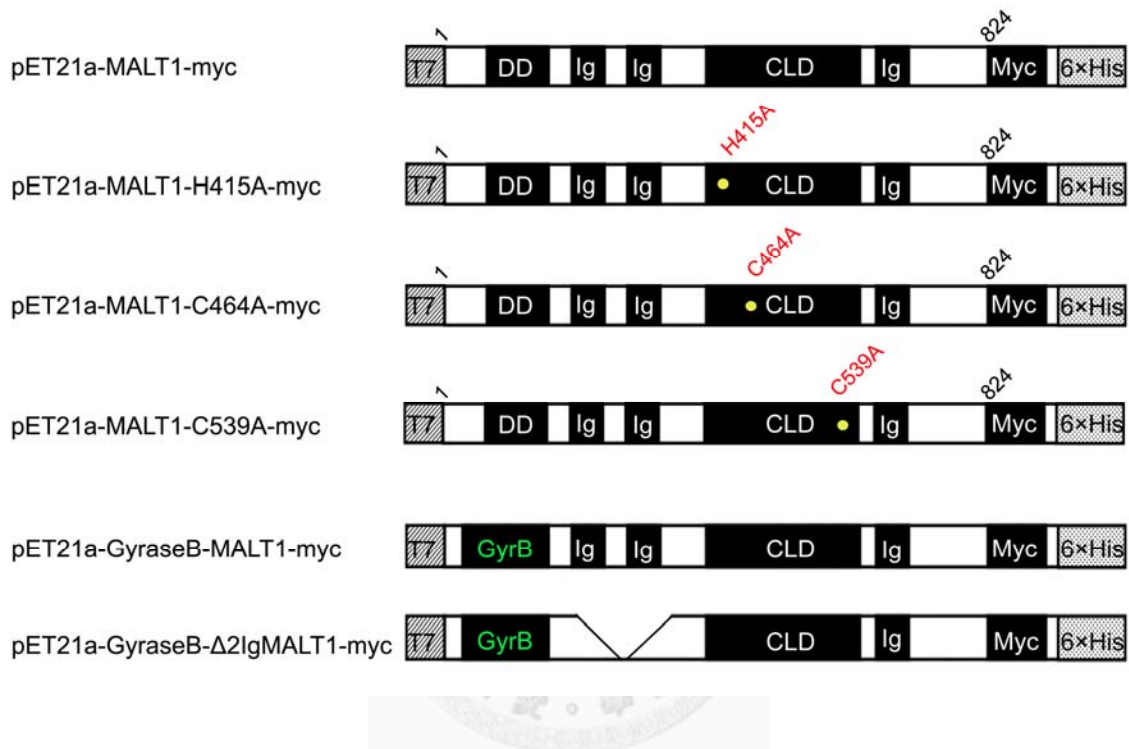 1 824
pET21a-MALT1-myc T7 DD Ig Ig CLD Ig Myc 6×His
H415A
1 824
pET21a-MALT1-H415A-myc T7 DD Ig Ig CLD Ig Myc 6×His
C464A
1 824
pET21a-MALT1-C464A-myc T7 DD Ig Ig CLD Ig Myc 6×His
C539A
1 824
pET21a-MALT1-C539A-myc T7 DD Ig Ig CLD Ig Myc 6×His
pET21a-GyraseB-MALT1-myc T7 GyrB Ig Ig CLD Ig Myc 6×His
pET21a-GyraseB-Δ2IgMALT1-myc T7 GyrB CLD Ig Myc 6×His